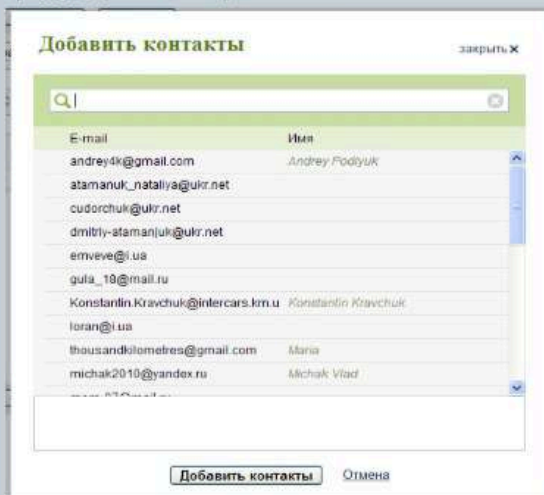 Добавить контакты
закрыть ✕
E-mail Имя
andrey4k@gmail.com Andrey Podlyuk
atamanuk_nataliya@ukr.net
cudorchuk@ukr.net
dmitriy-atamanjuk@ukr.net
emveve@i.ua
gula_18@mail.ru
Konstantin.Kravchuk@intercars.km.u Konstantin Kravchuk
loran@i.ua
thousandkilometres@gmail.com Maria
michak2010@yandex.ru Michak Vlad
Добавить контакты Отмена